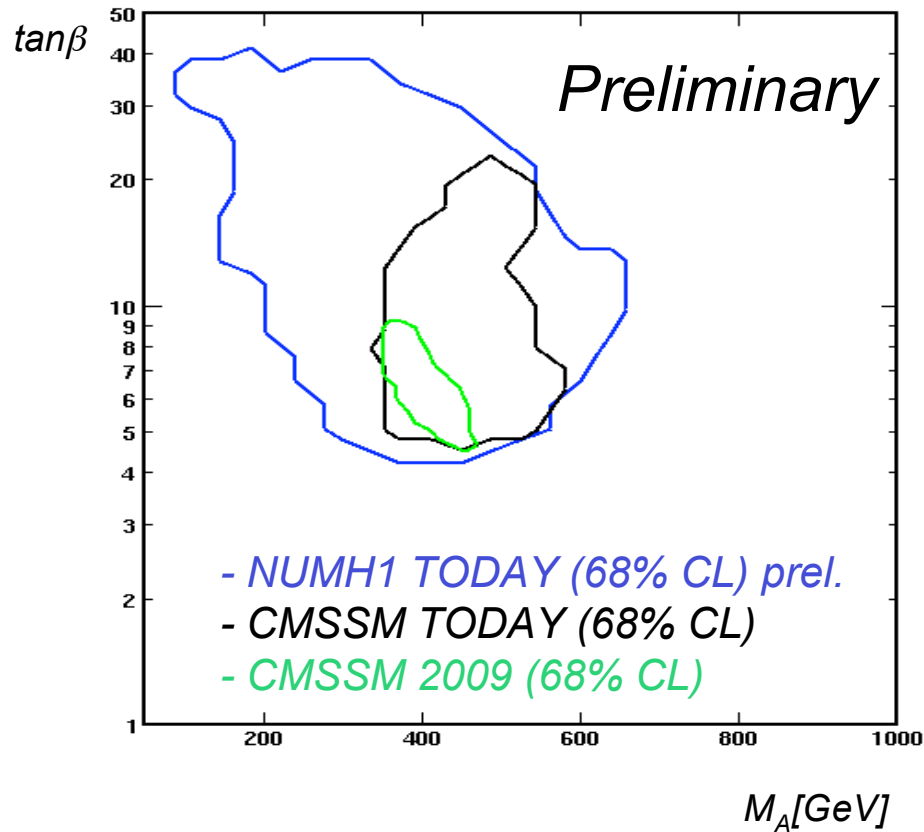 tanβ
50
40
30
20
10
9
8
7
6
5
4
3
2
1
Preliminary
- NUMH1 TODAY (68% CL) prel.
- CMSSM TODAY (68% CL)
- CMSSM 2009 (68% CL)
200 400 600 800 1000
M_A[GeV]